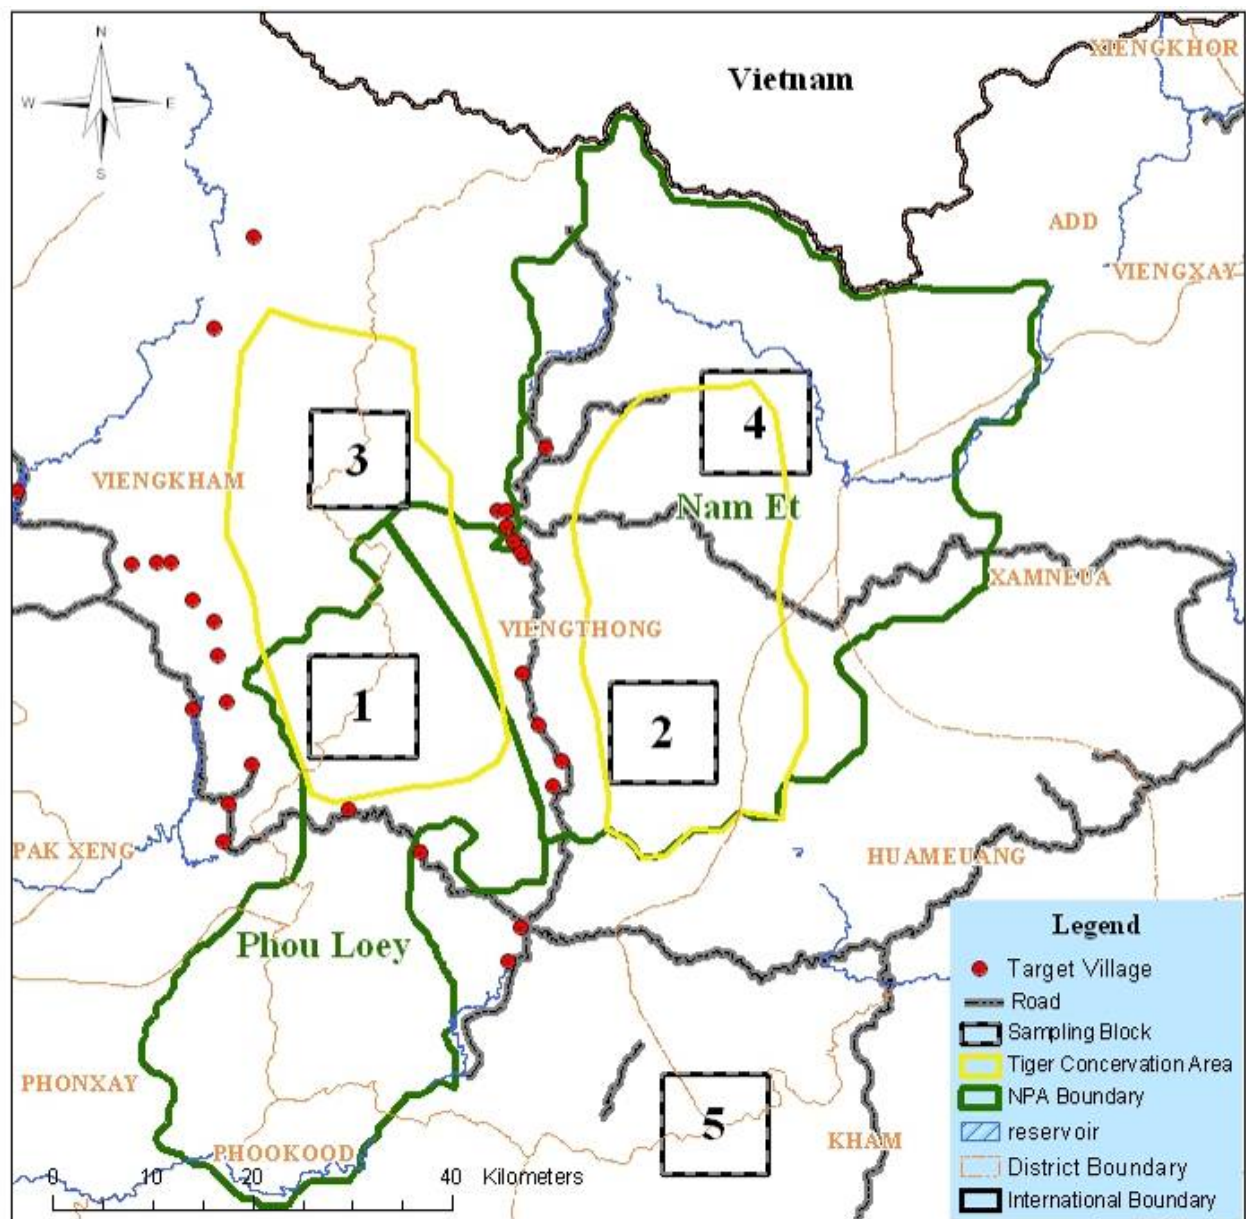 N
W E
S
Vietnam
XIENGKHOR
ADD
VIENGXAY
3
4
VIENGKHAM
Nam Et
XAMNEUA
VIENGTHONG
1
2
PAK XENG
HUAMEUANG
Phou Loey
PHONXAY
5
KHAM
PHOOKOOD
0 10 20 40 Kilometers
Legend
Target Village
Road
Sampling Block
Tiger Concervation Area
NPA Boundary
reservoir
District Boundary
International Boundary